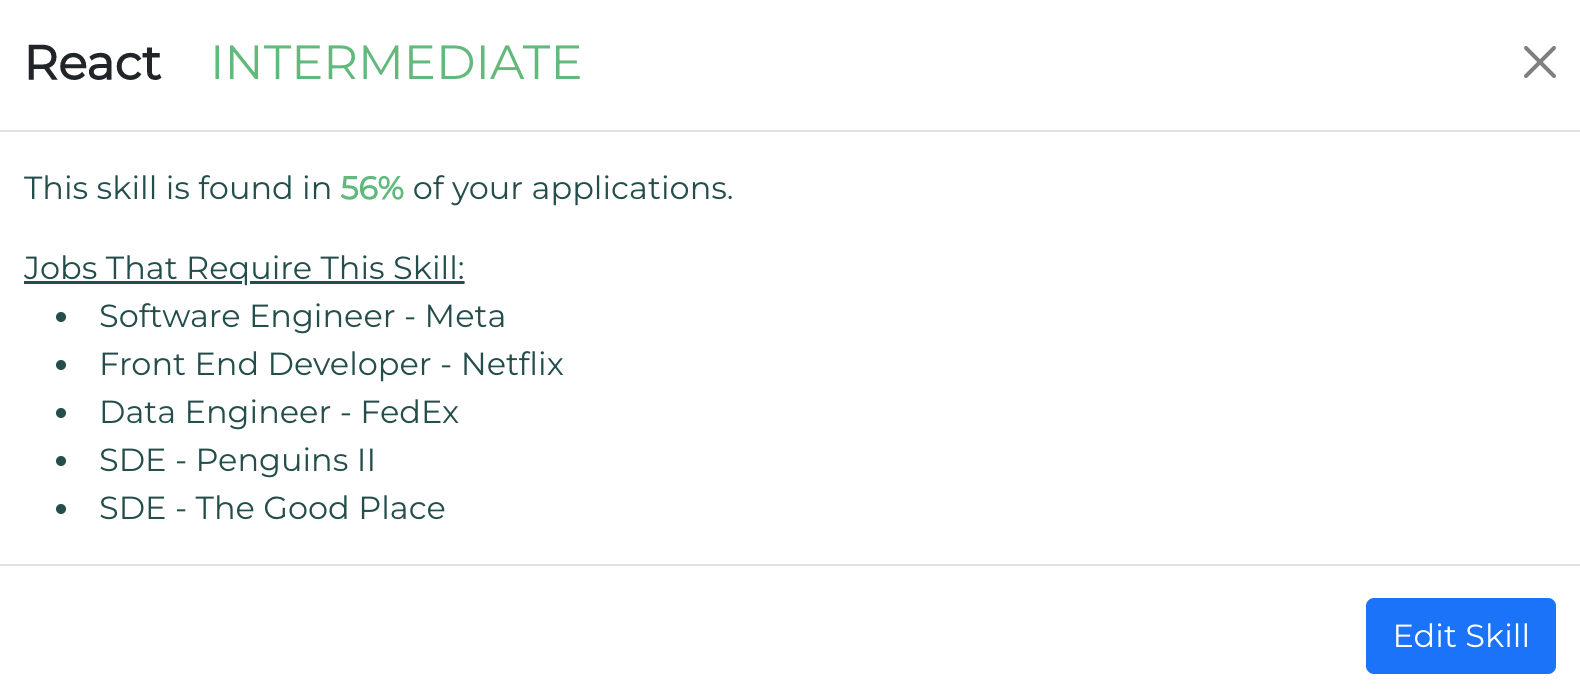 React INTERMEDIATE
This skill is found in 56% of your applications.
Jobs That Require This Skill:
• Software Engineer - Meta
• Front End Developer - Netflix
• Data Engineer - FedEx
• SDE - Penguins II
• SDE - The Good Place
Edit Skill